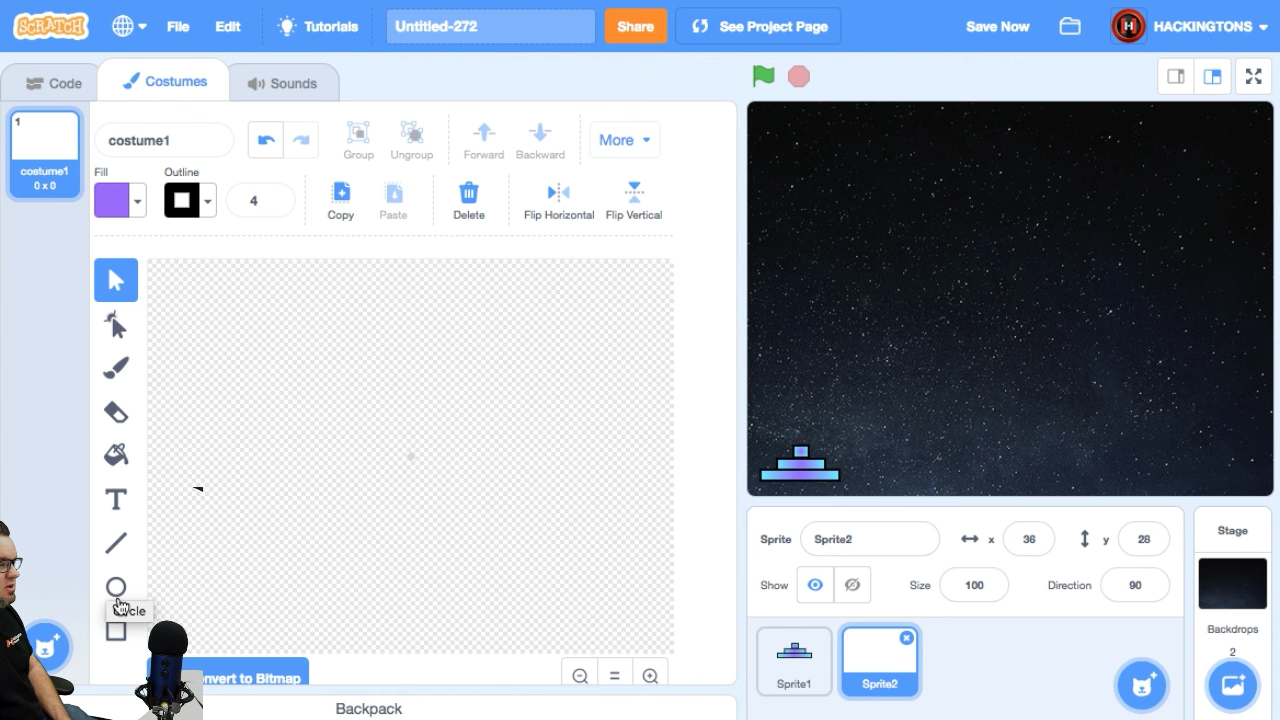 SCRATCH
File
Edit
Tutorials
Untitled-272
Share
See Project Page
Save Now
HACKINGTONS
Code
Costumes
Sounds
1
costume1
0 x 0
costume1
Group
Ungroup
Forward
Backward
More
Fill
Outline
4
Copy
Paste
Delete
Flip Horizontal
Flip Vertical
T
Sprite
Sprite2
x
36
y
28
Show
Size
100
Direction
90
Stage
Backdrops
2
Sprite1
Sprite2
to Bitmap
Backpack